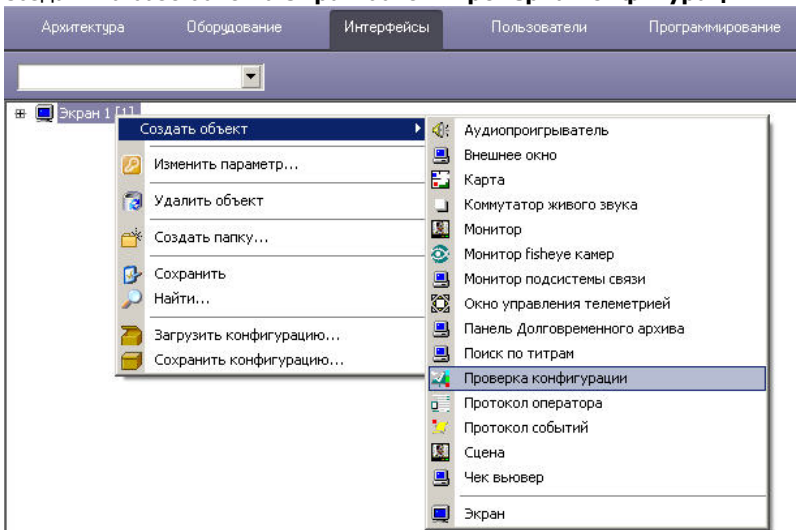 Архитектура Оборудование Интерфейсы Пользователи Программирование
Экран 1 [1]
Создать объект
Изменить параметр...
Удалить объект
Создать папку...
Сохранить
Найти...
Загрузить конфигурацию...
Сохранить конфигурацию...
Аудиопроигрыватель
Внешнее окно
Карта
Коммутатор живого звука
Монитор
Монитор fisheye камер
Монитор подсистемы связи
Окно управления телеметрией
Панель Долговременного архива
Поиск по титрам
Проверка конфигурации
Протокол оператора
Протокол событий
Сцена
Чек вьювер
Экран